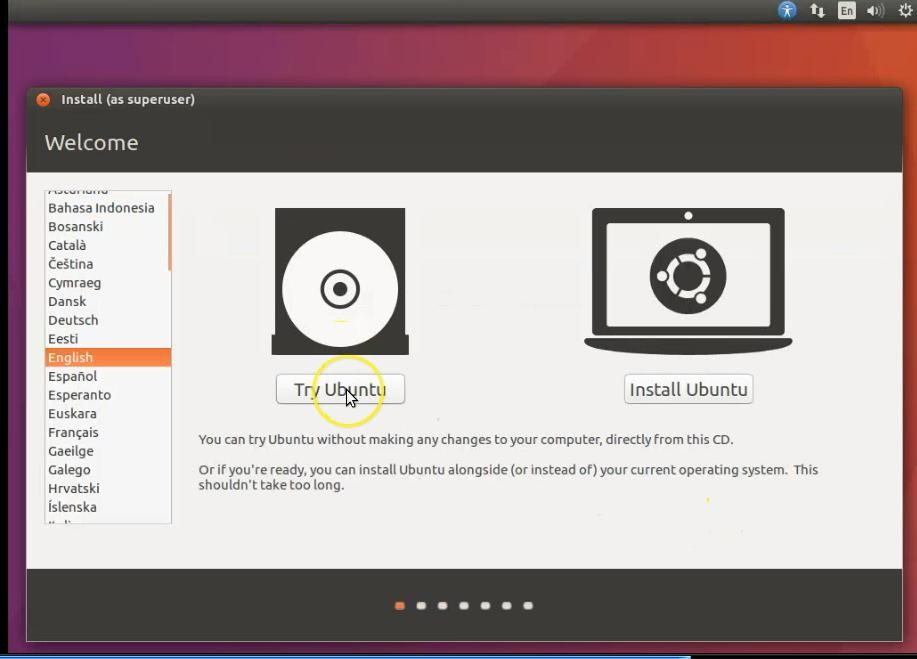 En
Install (as superuser)
Welcome
Asturianu
Bahasa Indonesia
Bosanski
Català
Čeština
Cymraeg
Dansk
Deutsch
Eesti
English
Español
Esperanto
Euskara
Français
Gaeilge
Galego
Hrvatski
Íslenska
Try Ubuntu
Install Ubuntu
You can try Ubuntu without making any changes to your computer, directly from this CD.
Or if you're ready, you can install Ubuntu alongside (or instead of) your current operating system. This
shouldn't take too long.